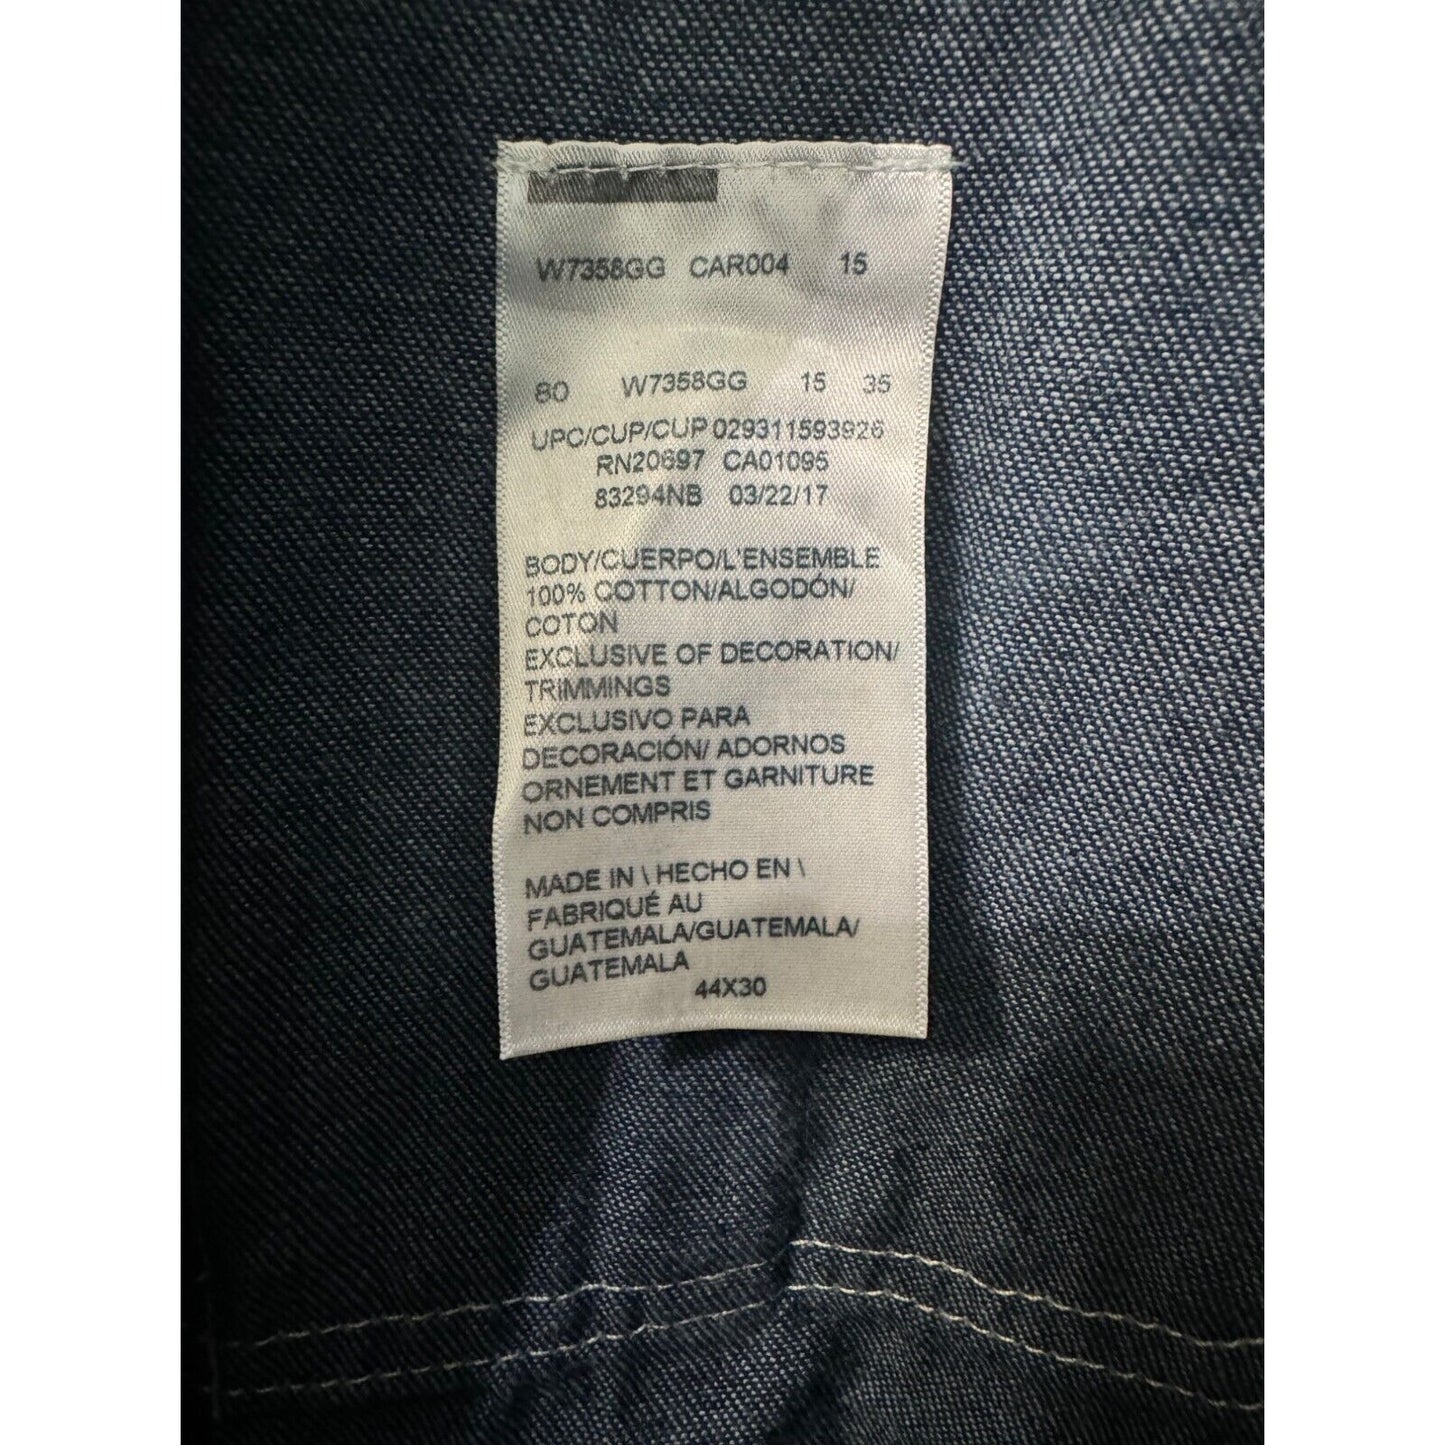 W7358GG CAR004 15
80 W7358GG 15 35
UPC/CUP/CUP 029311593926
RN20697 CA01095
83294NB 03/22/17
BODY/CUERPO/L'ENSEMBLE
100% COTTON/ALGODÓN/
COTON
EXCLUSIVE OF DECORATION/
TRIMMINGS
EXCLUSIVO PARA
DECORACIÓN/ ADORNOS
ORNEMENT ET GARNITURE
NON COMPRIS
MADE IN \ HECHO EN \
FABRIQUÉ AU
GUATEMALA/GUATEMALA/
GUATEMALA
44X30